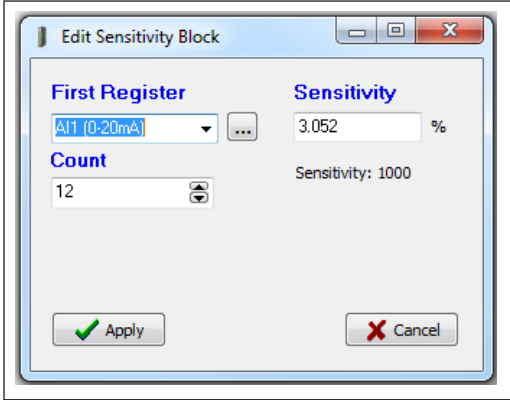 Edit Sensitivity Block
First Register
AI1 (0-20mA)
...
Count
12
Sensitivity
3.052 %
Sensitivity: 1000
Apply
Cancel